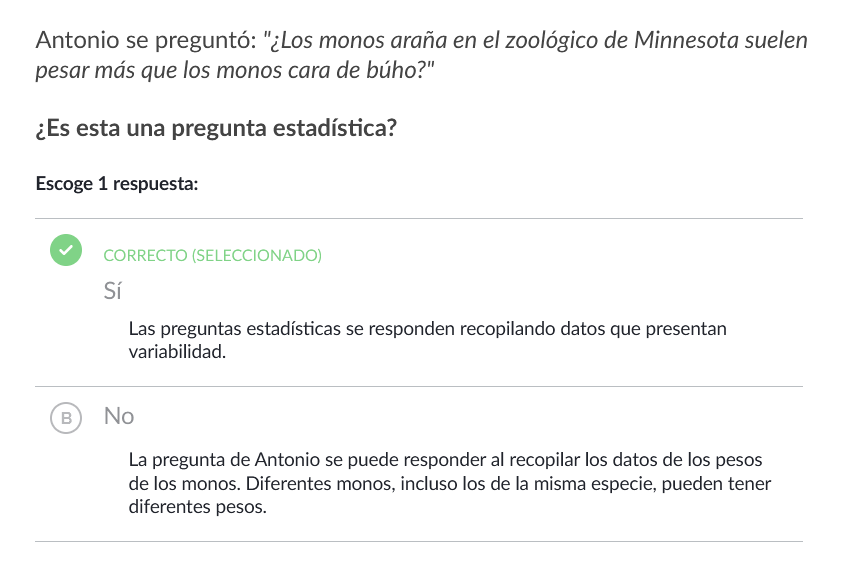 Antonio se preguntó: "¿Los monos araña en el zoológico de Minnesota suelen
pesar más que los monos cara de búho?"
¿Es esta una pregunta estadística?
Escoge 1 respuesta:
CORRECTO (SELECCIONADO)
Sí
Las preguntas estadísticas se responden recopilando datos que presentan
variabilidad.
B
No
La pregunta de Antonio se puede responder al recopilar los datos de los pesos
de los monos. Diferentes monos, incluso los de la misma especie, pueden tener
diferentes pesos.